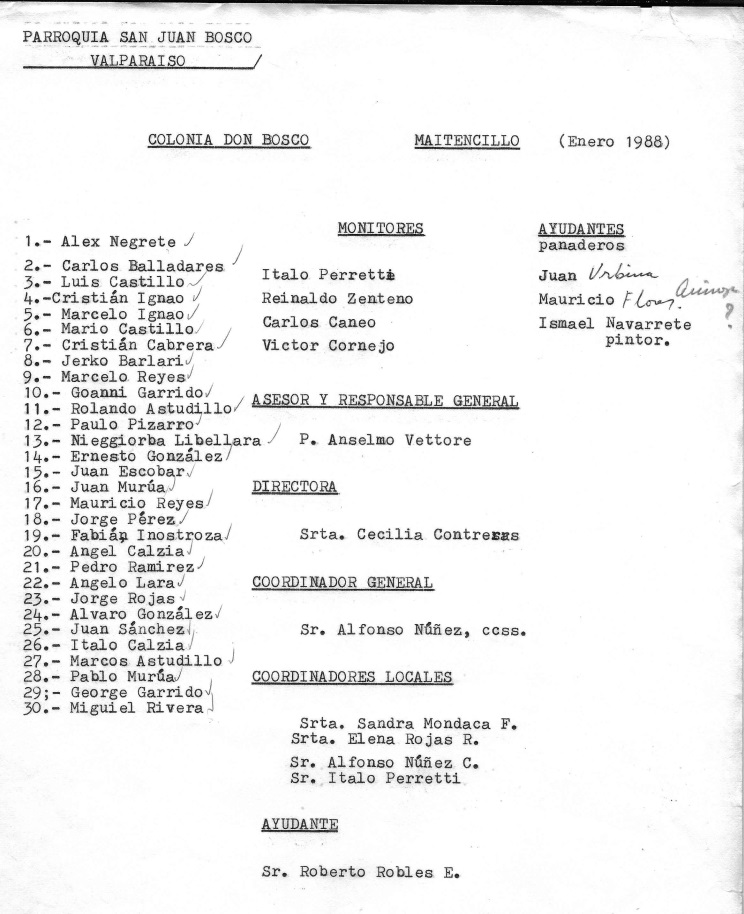 PARROQUIA SAN JUAN BOSCO
VALPARAISO /
COLONIA DON BOSCO MAITENCILLO (Enero 1988)
1.- Alex Negrete
2.- Carlos Balladares
3.- Luis Castillo
4.-Cristián Ignao
5.- Marcelo Ignao
6.- Mario Castillo
7.- Cristián Cabrera
8.- Jerko Barlari
9.- Marcelo Reyes
10.- Goanni Garrido
11.- Rolando Astudillo
12.- Paulo Pizarro
13.- Nieggiorba Libellara
14.- Ernesto González
15.- Juan Escobar
16.- Juan Murúa
17.- Mauricio Reyes
18.- Jorge Pérez
19.- Fabián Inostroza
20.- Angel Calzia
21.- Pedro Ramirez
22.- Angelo Lara
23.- Jorge Rojas
24.- Alvaro González
25.- Juan Sánchez
26.- Italo Calzia
27.- Marcos Astudillo
28.- Pablo Murúa
29;- George Garrido
30.- Miguiel Rivera
MONITORES
Italo Perretti
Reinaldo Zenteno
Carlos Caneo
Victor Cornejo
AYUDANTES
panaderos
Juan Urbina
Mauricio Flores ?
Ismael Navarrete
pintor.
ASESOR Y RESPONSABLE GENERAL
P. Anselmo Vettore
DIRECTORA
Srta. Cecilia Contreras
COORDINADOR GENERAL
Sr. Alfonso Núñez, ccss.
COORDINADORES LOCALES
Srta. Sandra Mondaca F.
Srta. Elena Rojas R.
Sr. Alfonso Núñez C.
Sr. Italo Perretti
AYUDANTE
Sr. Roberto Robles E.